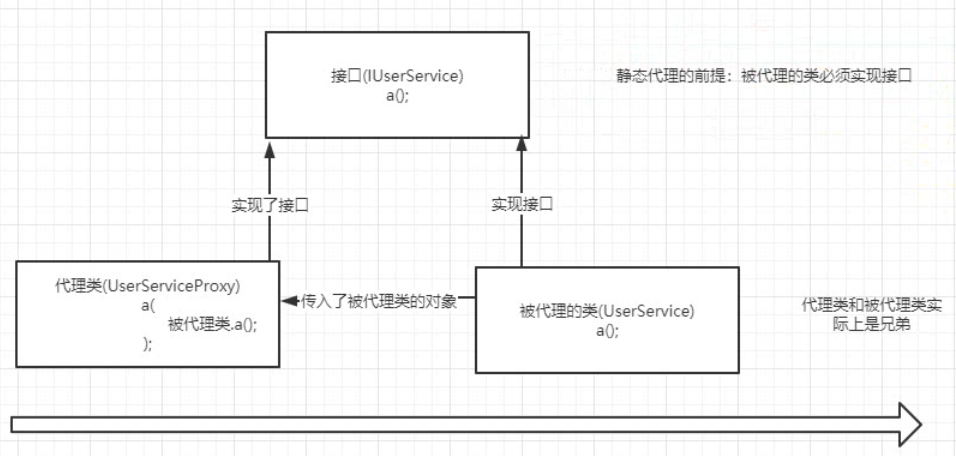 接口(IUserService)
a();
静态代理的前提：被代理的类必须实现接口
实现了接口
实现接口
代理类(UserServiceProxy)
a(
被代理类.a();
);
传入了被代理类的对象
被代理的类(UserService)
a();
代理类和被代理类实
际上是兄弟